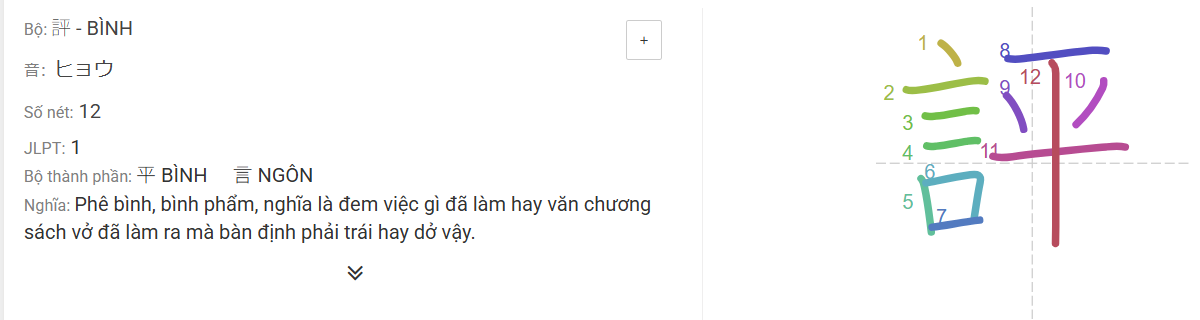 Bộ: 評 - BÌNH
+
音: ヒョウ
Số nét: 12
JLPT: 1
Bộ thành phần: 平 BÌNH 言 NGÔN
Nghĩa: Phê bình, bình phẩm, nghĩa là đem việc gì đã làm hay văn chương
sách vở đã làm ra mà bàn định phải trái hay dở vậy.
評
1
2
3
4
5
6
7
8
9
10
11
12